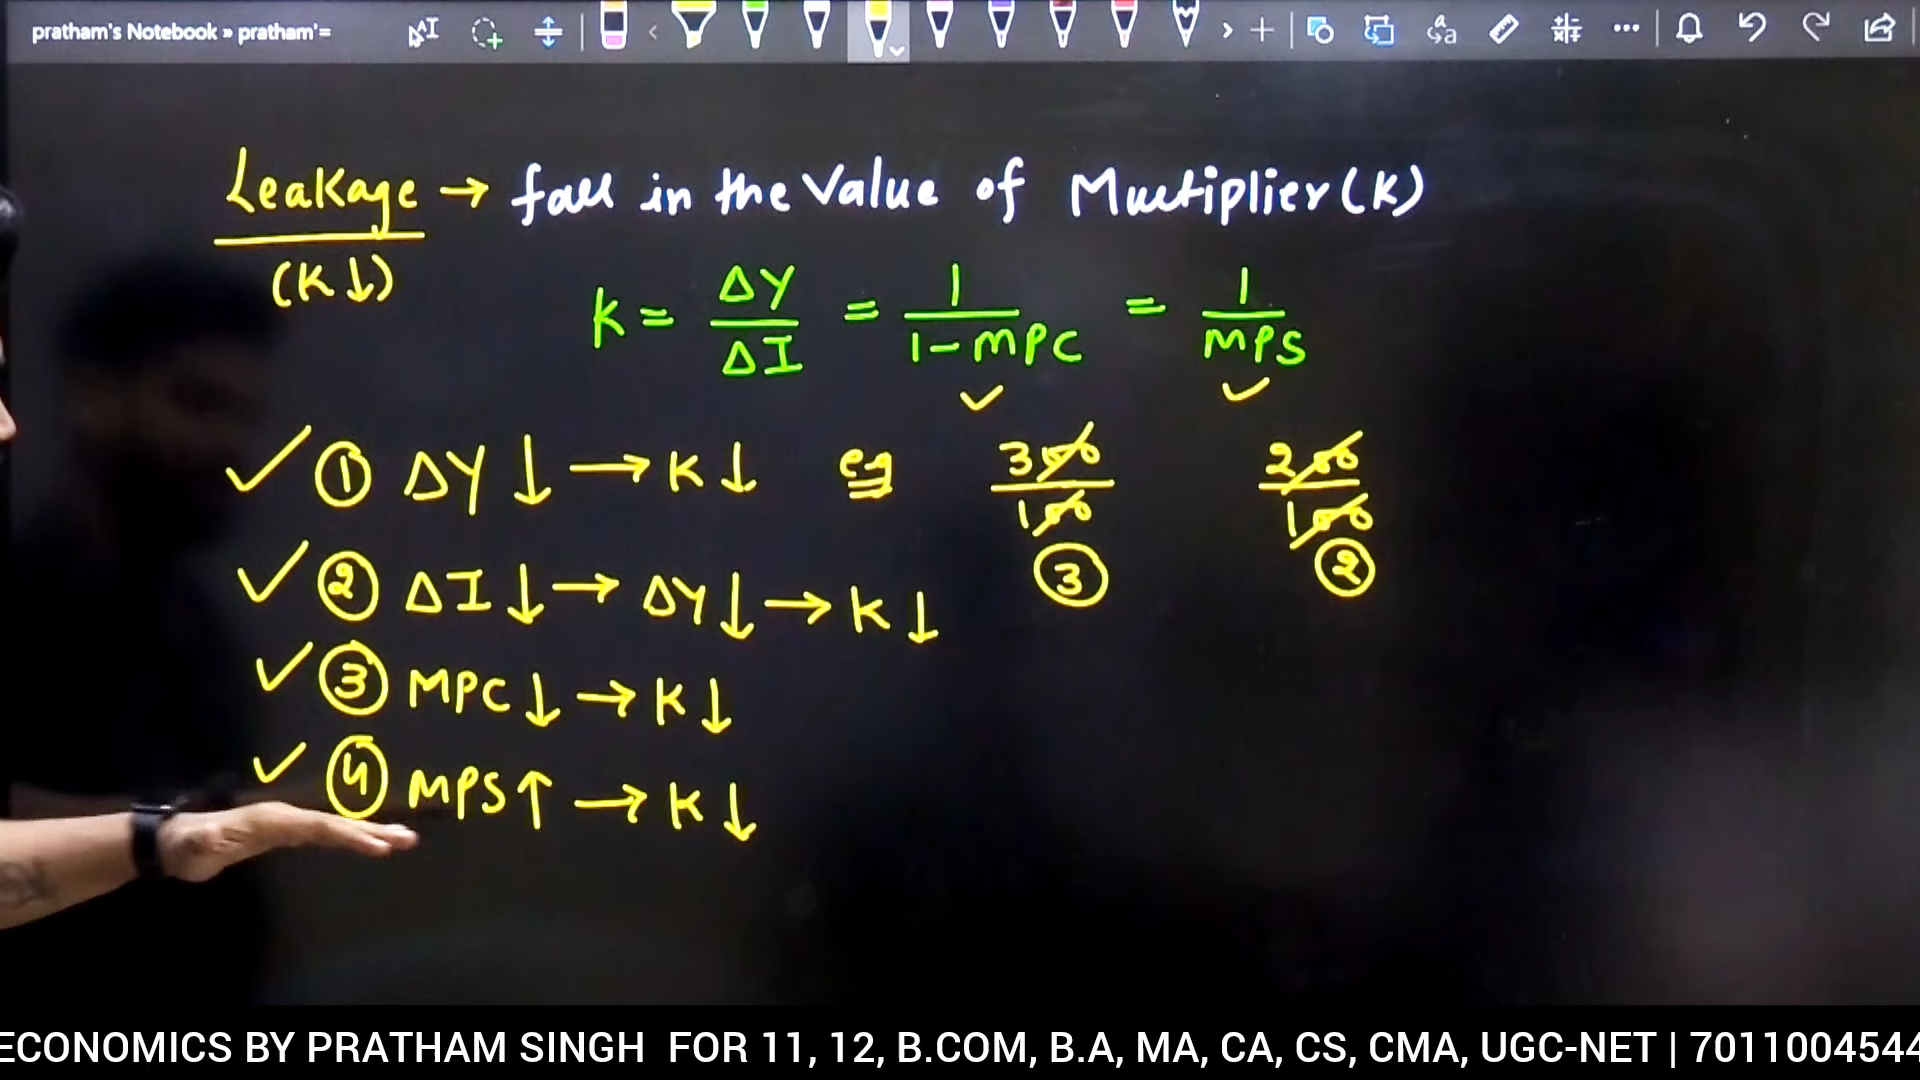 pratham's Notebook » pratham'=
Leakage → fall in the value of Multiplier (K)
(K↓)
K = ΔY/ΔI = 1/1-MPC = 1/MPS
✓ ✓
✓ ① ΔY↓ → K↓ eg 300/100 200/100
③ ②
✓ ② ΔI↓ → ΔY↓ → K↓
✓ ③ MPC↓ → K↓
✓ ④ MPS↑ → K↓
ECONOMICS BY PRATHAM SINGH FOR 11, 12, B.COM, B.A, MA, CA, CS, CMA, UGC-NET | 7011004544